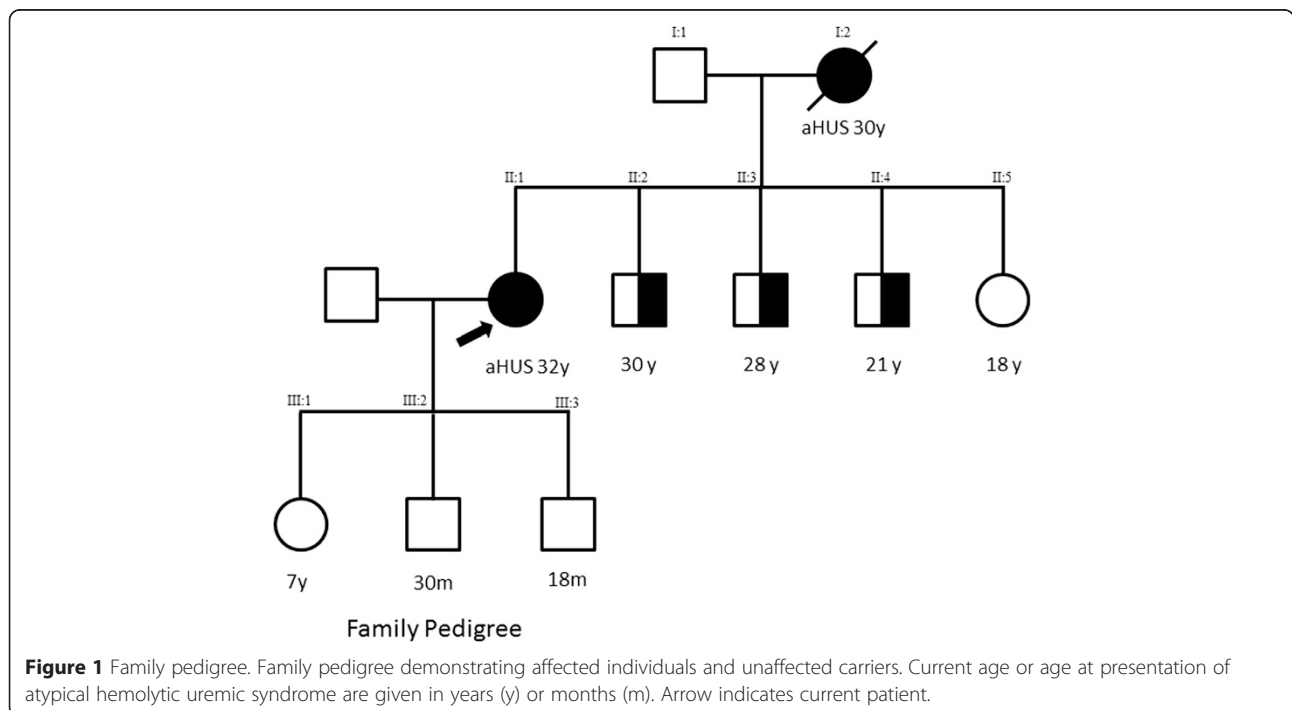 I:1 I:2
aHUS 30y
II:1 II:2 II:3 II:4 II:5
aHUS 32y 30 y 28 y 21 y 18 y
III:1 III:2 III:3
7y 30m 18m
Family Pedigree
Figure 1 Family pedigree. Family pedigree demonstrating affected individuals and unaffected carriers. Current age or age at presentation of
atypical hemolytic uremic syndrome are given in years (y) or months (m). Arrow indicates current patient.